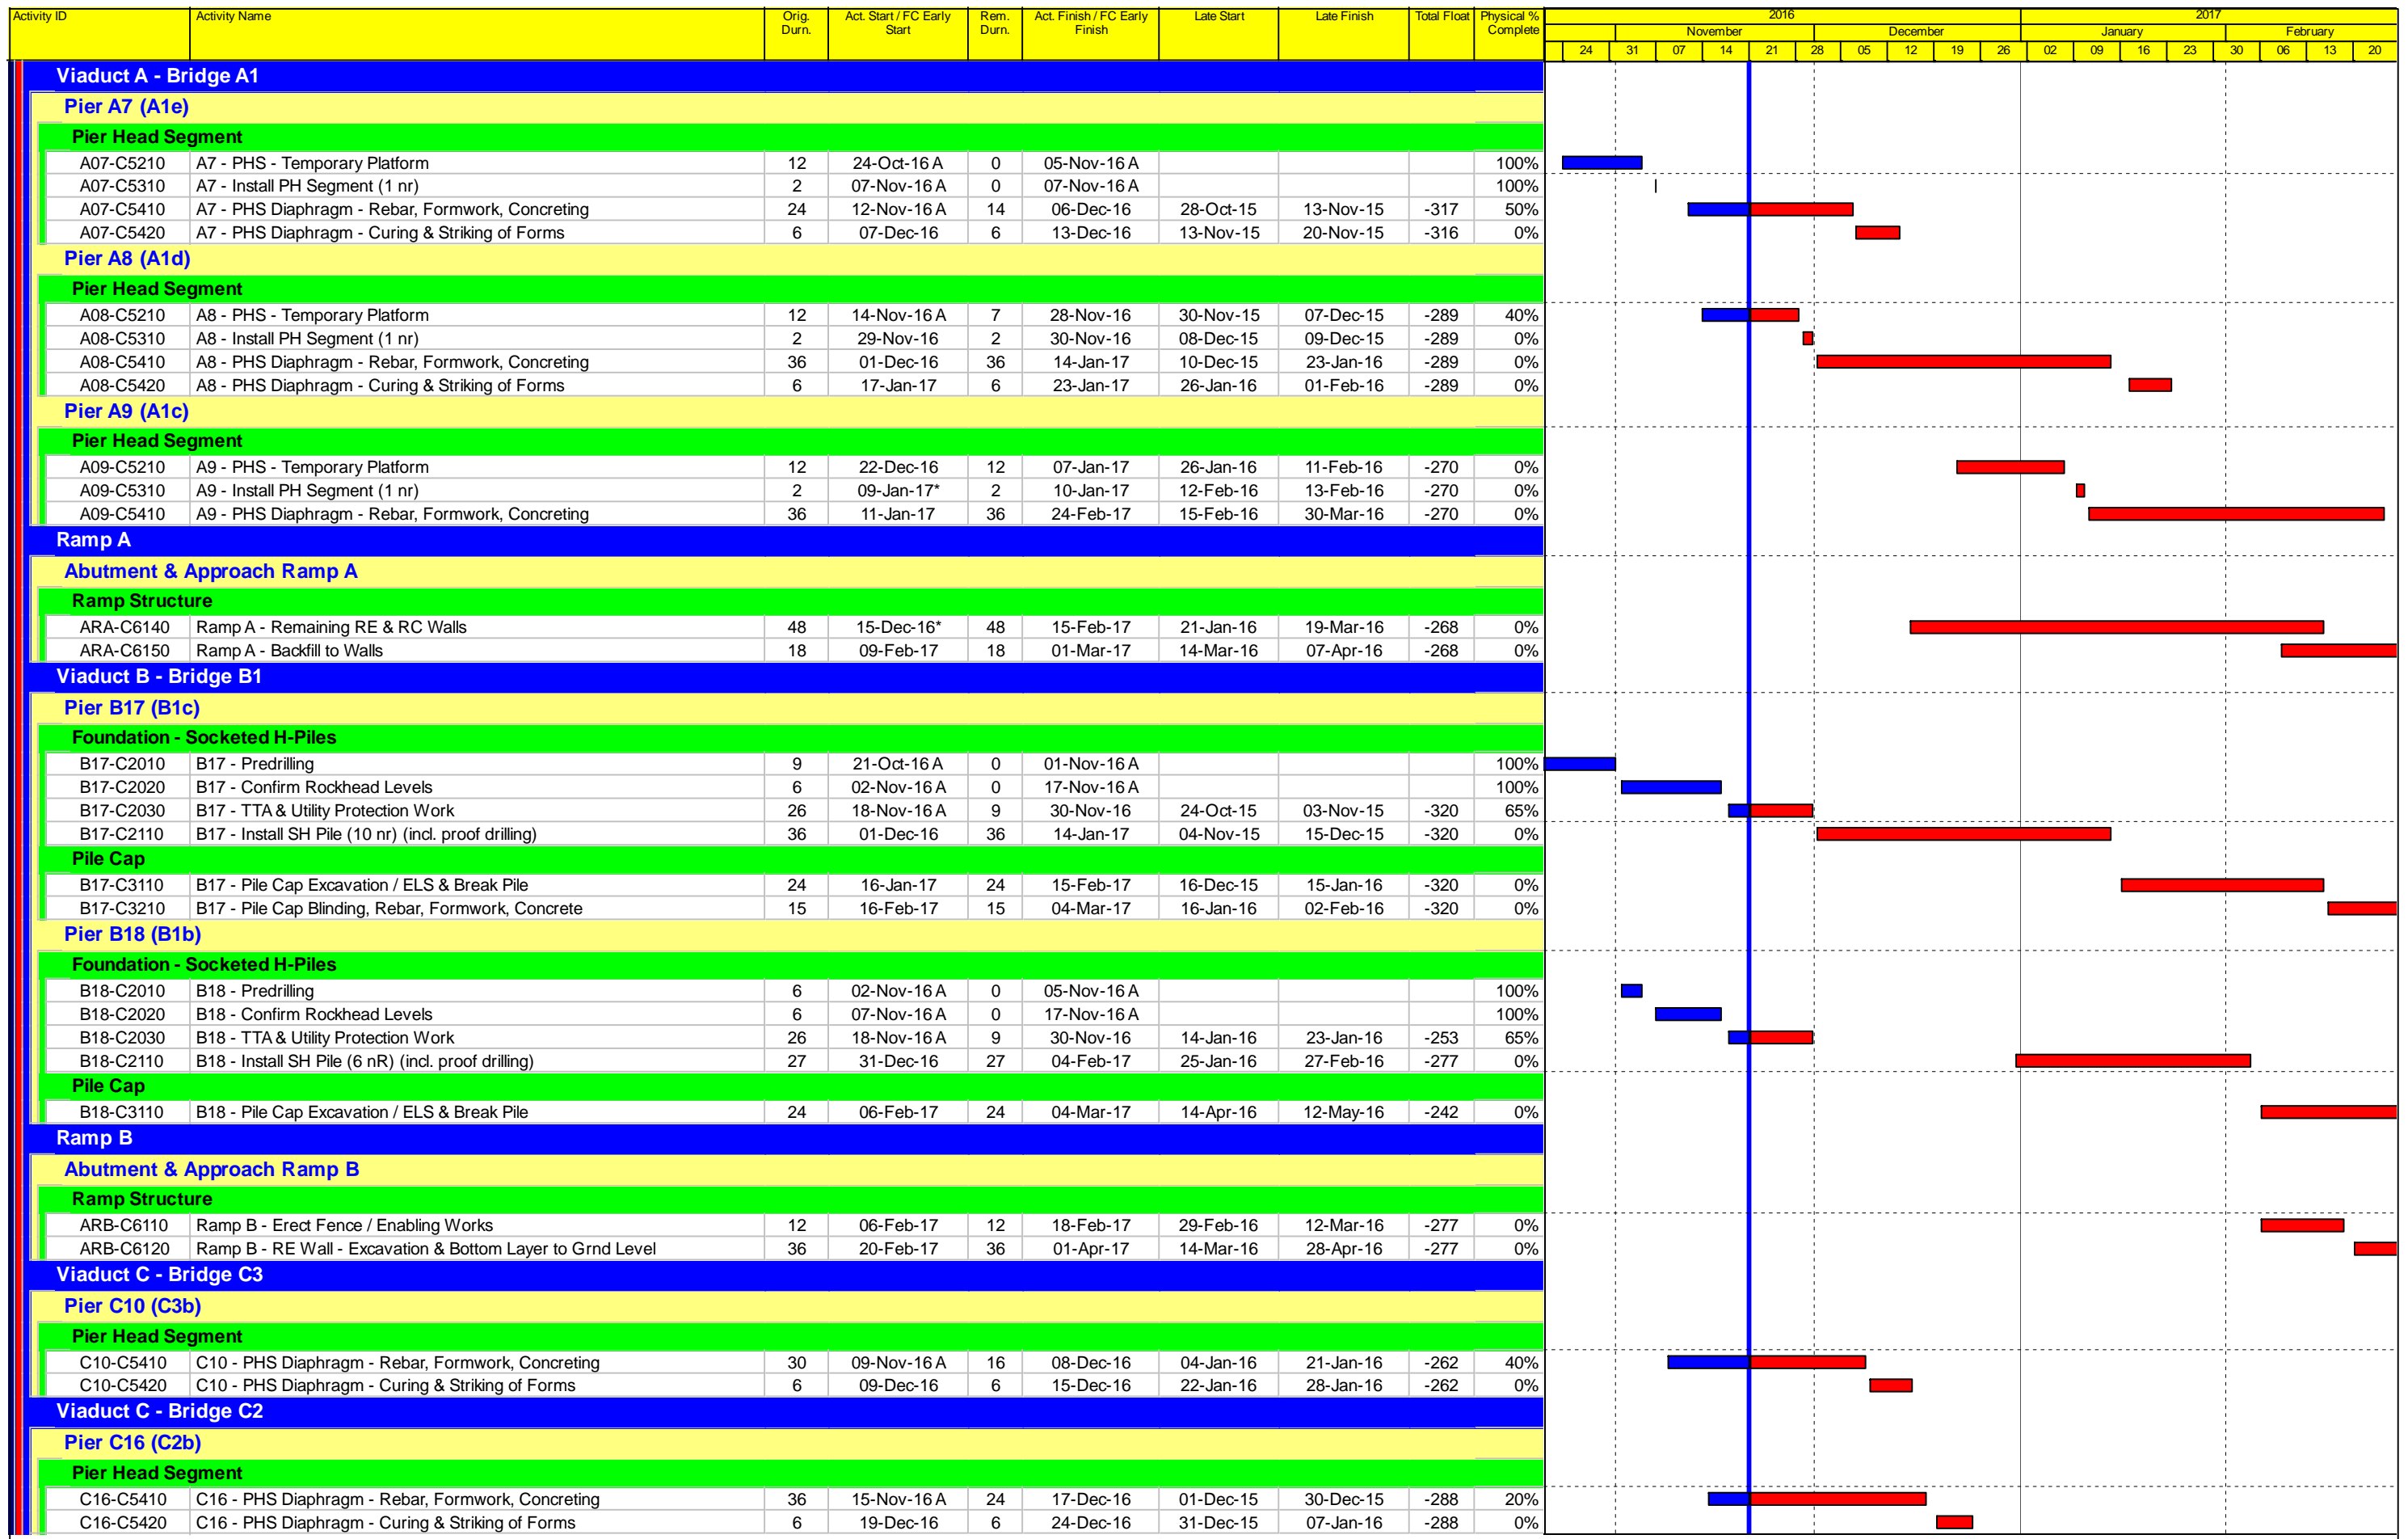 Activity ID Activity Name Orig. Durn. Act. Start / FC Early Start Rem. Durn. Act. Finish / FC Early Finish Late Start Late Finish Total Float Physical % Complete
2016 2017
November December January February
24 31 07 14 21 28 05 12 19 26 02 09 16 23 30 06 13 20
Viaduct A - Bridge A1
Pier A7 (A1e)
Pier Head Segment
A07-C5210 A7 - PHS - Temporary Platform 12 24-Oct-16 A 0 05-Nov-16 A 100%
A07-C5310 A7 - Install PH Segment (1 nr) 2 07-Nov-16 A 0 07-Nov-16 A 100%
A07-C5410 A7 - PHS Diaphragm - Rebar, Formwork, Concreting 24 12-Nov-16 A 14 06-Dec-16 28-Oct-15 13-Nov-15 -317 50%
A07-C5420 A7 - PHS Diaphragm - Curing & Striking of Forms 6 07-Dec-16 6 13-Dec-16 13-Nov-15 20-Nov-15 -316 0%
Pier A8 (A1d)
Pier Head Segment
A08-C5210 A8 - PHS - Temporary Platform 12 14-Nov-16 A 7 28-Nov-16 30-Nov-15 07-Dec-15 -289 40%
A08-C5310 A8 - Install PH Segment (1 nr) 2 29-Nov-16 2 30-Nov-16 08-Dec-15 09-Dec-15 -289 0%
A08-C5410 A8 - PHS Diaphragm - Rebar, Formwork, Concreting 36 01-Dec-16 36 14-Jan-17 10-Dec-15 23-Jan-16 -289 0%
A08-C5420 A8 - PHS Diaphragm - Curing & Striking of Forms 6 17-Jan-17 6 23-Jan-17 26-Jan-16 01-Feb-16 -289 0%
Pier A9 (A1c)
Pier Head Segment
A09-C5210 A9 - PHS - Temporary Platform 12 22-Dec-16 12 07-Jan-17 26-Jan-16 11-Feb-16 -270 0%
A09-C5310 A9 - Install PH Segment (1 nr) 2 09-Jan-17* 2 10-Jan-17 12-Feb-16 13-Feb-16 -270 0%
A09-C5410 A9 - PHS Diaphragm - Rebar, Formwork, Concreting 36 11-Jan-17 36 24-Feb-17 15-Feb-16 30-Mar-16 -270 0%
Ramp A
Abutment & Approach Ramp A
Ramp Structure
ARA-C6140 Ramp A - Remaining RE & RC Walls 48 15-Dec-16* 48 15-Feb-17 21-Jan-16 19-Mar-16 -268 0%
ARA-C6150 Ramp A - Backfill to Walls 18 09-Feb-17 18 01-Mar-17 14-Mar-16 07-Apr-16 -268 0%
Viaduct B - Bridge B1
Pier B17 (B1c)
Foundation - Socketed H-Piles
B17-C2010 B17 - Predrilling 9 21-Oct-16 A 0 01-Nov-16 A 100%
B17-C2020 B17 - Confirm Rockhead Levels 6 02-Nov-16 A 0 17-Nov-16 A 100%
B17-C2030 B17 - TTA & Utility Protection Work 26 18-Nov-16 A 9 30-Nov-16 24-Oct-15 03-Nov-15 -320 65%
B17-C2110 B17 - Install SH Pile (10 nr) (incl. proof drilling) 36 01-Dec-16 36 14-Jan-17 04-Nov-15 15-Dec-15 -320 0%
Pile Cap
B17-C3110 B17 - Pile Cap Excavation / ELS & Break Pile 24 16-Jan-17 24 15-Feb-17 16-Dec-15 15-Jan-16 -320 0%
B17-C3210 B17 - Pile Cap Blinding, Rebar, Formwork, Concrete 15 16-Feb-17 15 04-Mar-17 16-Jan-16 02-Feb-16 -320 0%
Pier B18 (B1b)
Foundation - Socketed H-Piles
B18-C2010 B18 - Predrilling 6 02-Nov-16 A 0 05-Nov-16 A 100%
B18-C2020 B18 - Confirm Rockhead Levels 6 07-Nov-16 A 0 17-Nov-16 A 100%
B18-C2030 B18 - TTA & Utility Protection Work 26 18-Nov-16 A 9 30-Nov-16 14-Jan-16 23-Jan-16 -253 65%
B18-C2110 B18 - Install SH Pile (6 nR) (incl. proof drilling) 27 31-Dec-16 27 04-Feb-17 25-Jan-16 27-Feb-16 -277 0%
Pile Cap
B18-C3110 B18 - Pile Cap Excavation / ELS & Break Pile 24 06-Feb-17 24 04-Mar-17 14-Apr-16 12-May-16 -242 0%
Ramp B
Abutment & Approach Ramp B
Ramp Structure
ARB-C6110 Ramp B - Erect Fence / Enabling Works 12 06-Feb-17 12 18-Feb-17 29-Feb-16 12-Mar-16 -277 0%
ARB-C6120 Ramp B - RE Wall - Excavation & Bottom Layer to Grnd Level 36 20-Feb-17 36 01-Apr-17 14-Mar-16 28-Apr-16 -277 0%
Viaduct C - Bridge C3
Pier C10 (C3b)
Pier Head Segment
C10-C5410 C10 - PHS Diaphragm - Rebar, Formwork, Concreting 30 09-Nov-16 A 16 08-Dec-16 04-Jan-16 21-Jan-16 -262 40%
C10-C5420 C10 - PHS Diaphragm - Curing & Striking of Forms 6 09-Dec-16 6 15-Dec-16 22-Jan-16 28-Jan-16 -262 0%
Viaduct C - Bridge C2
Pier C16 (C2b)
Pier Head Segment
C16-C5410 C16 - PHS Diaphragm - Rebar, Formwork, Concreting 36 15-Nov-16 A 24 17-Dec-16 01-Dec-15 30-Dec-15 -288 20%
C16-C5420 C16 - PHS Diaphragm - Curing & Striking of Forms 6 19-Dec-16 6 24-Dec-16 31-Dec-15 07-Jan-16 -288 0%